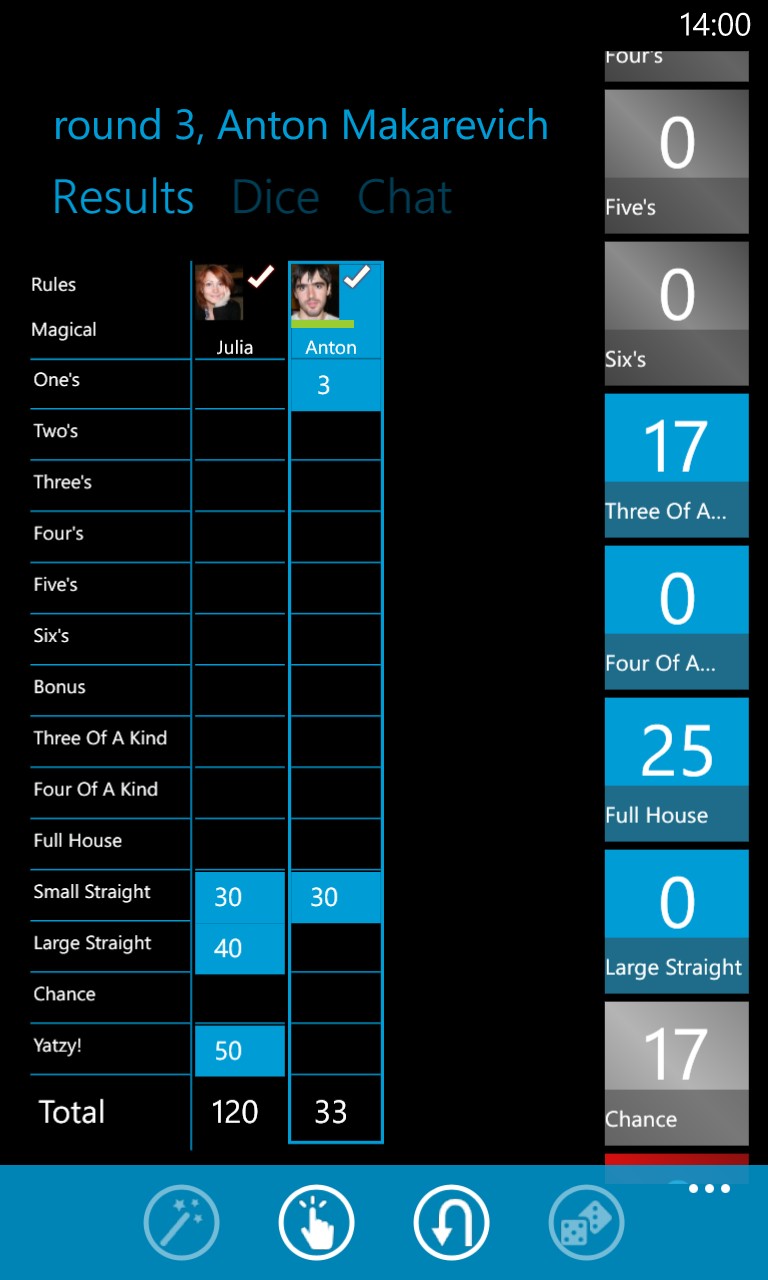 14:00
round 3, Anton Makarevich
Results Dice Chat
Rules
Magical
Julia Anton
One's 3
Two's
Three's
Four's
Five's
Six's
Bonus
Three Of A Kind
Four Of A Kind
Full House
Small Straight 30 30
Large Straight 40
Chance
Yatzy! 50
Total 120 33
Four's
0
Five's
0
Six's
17
Three Of A...
0
Four Of A...
25
Full House
0
Large Straight
17
Chance